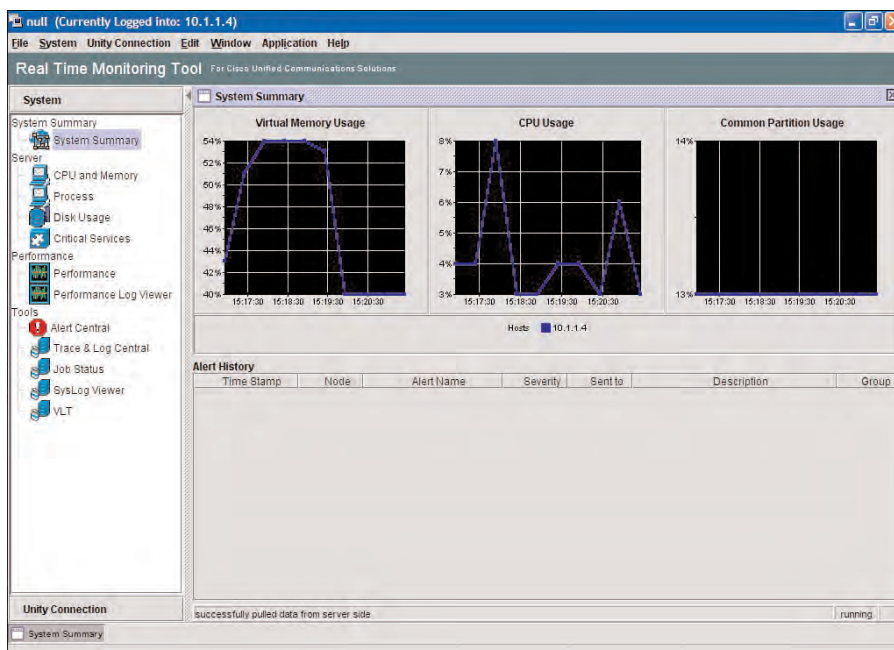 null (Currently Logged into: 10.1.1.4)
File System Unity Connection Edit Window Application Help
Real Time Monitoring Tool For Cisco Unified Communications Solutions
System
System Summary
System Summary
Server
CPU and Memory
Process
Disk Usage
Critical Services
Performance
Performance
Performance Log Viewer
Tools
Alert Central
Trace & Log Central
Job Status
SysLog Viewer
VLT
Unity Connection
System Summary
Virtual Memory Usage
54%
52%
50%
48%
46%
44%
42%
40%
15:17:30 15:18:30 15:19:30 15:20:30
CPU Usage
8%
7%
6%
5%
4%
3%
15:17:30 15:18:30 15:19:30 15:20:30
Common Partition Usage
14%
13%
15:17:30 15:18:30 15:19:30 15:20:30
Hosts 10.1.1.4
Alert History
Time Stamp Node Alert Name Severity Sent to Description Group
successfully pulled data from server side running
System Summary